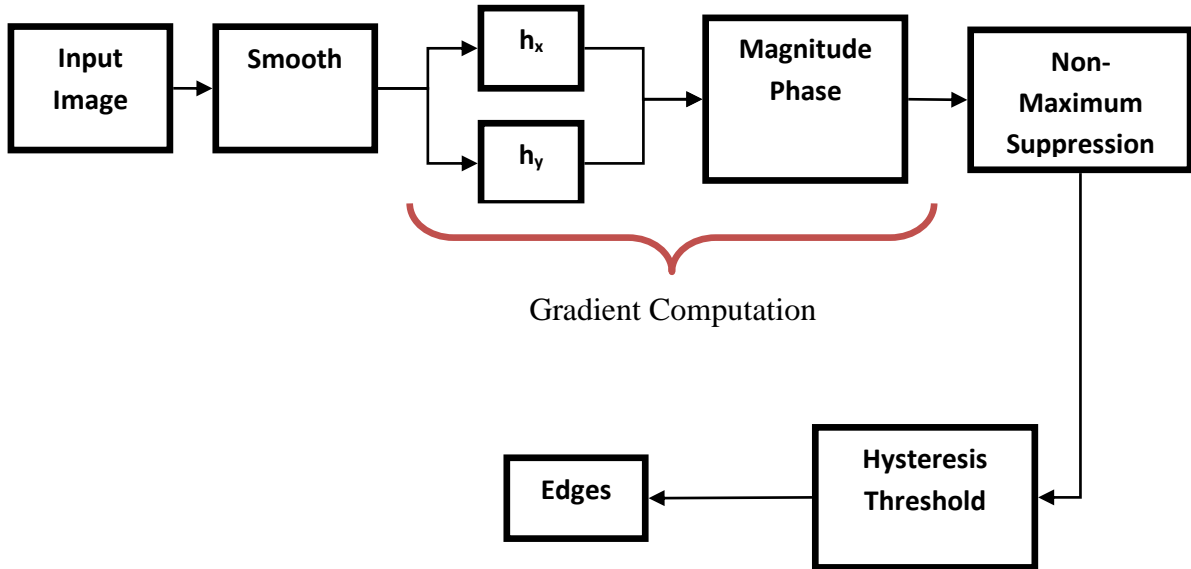 Input
Image
Smooth
hx
hy
Magnitude
Phase
Non-
Maximum
Suppression
Gradient Computation
Hysteresis
Threshold
Edges